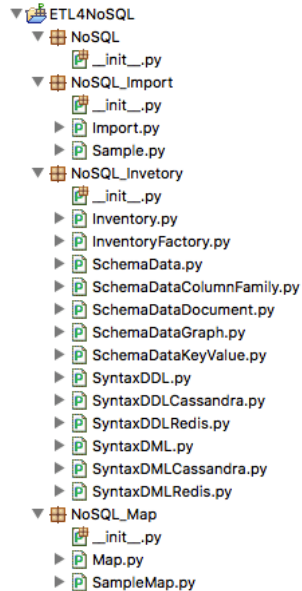 ETL4NoSQL
NoSQL
__init__.py
NoSQL_Import
__init__.py
Import.py
Sample.py
NoSQL_Invetory
__init__.py
Inventory.py
InventoryFactory.py
SchemaData.py
SchemaDataColumnFamily.py
SchemaDataDocument.py
SchemaDataGraph.py
SchemaDataKeyValue.py
SyntaxDDL.py
SyntaxDDLCassandra.py
SyntaxDDLRedis.py
SyntaxDML.py
SyntaxDMLCassandra.py
SyntaxDMLRedis.py
NoSQL_Map
__init__.py
Map.py
SampleMap.py